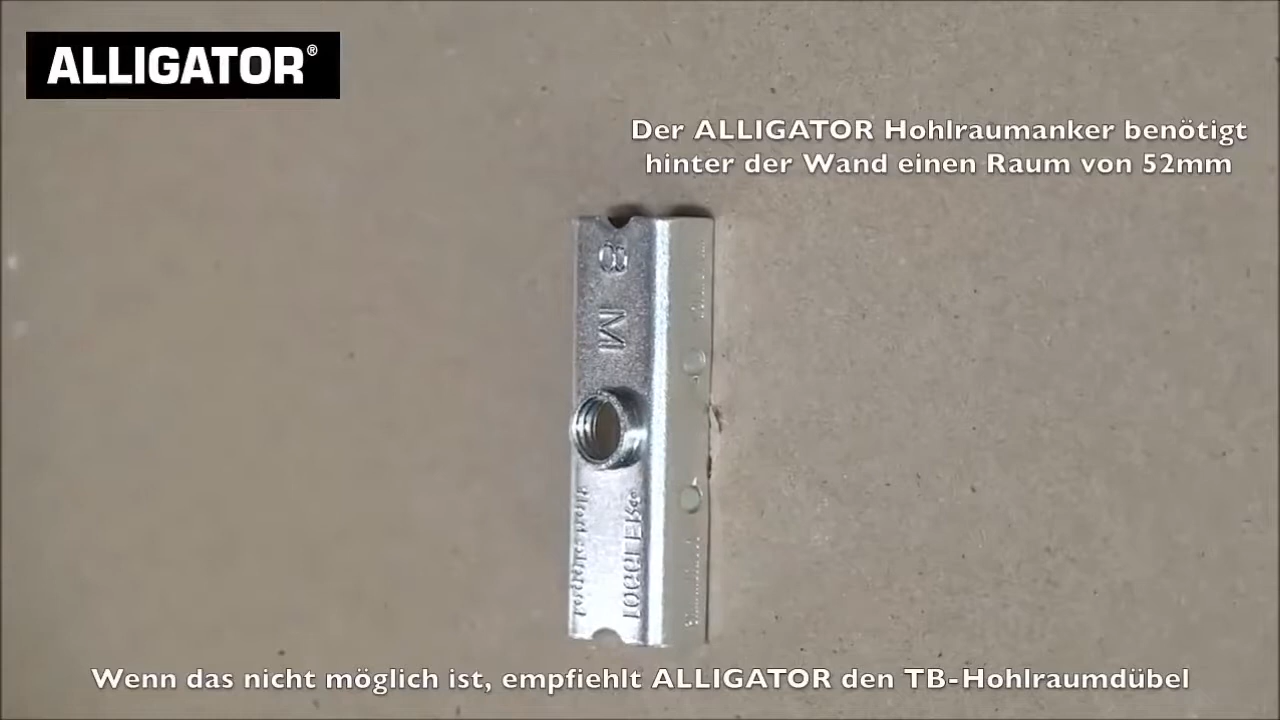 ALLIGATOR®
Der ALLIGATOR Hohlraumanker benötigt
hinter der Wand einen Raum von 52mm
8 M
TOGGLER®
Wenn das nicht möglich ist, empfiehlt ALLIGATOR den TB-Hohlraumdübel